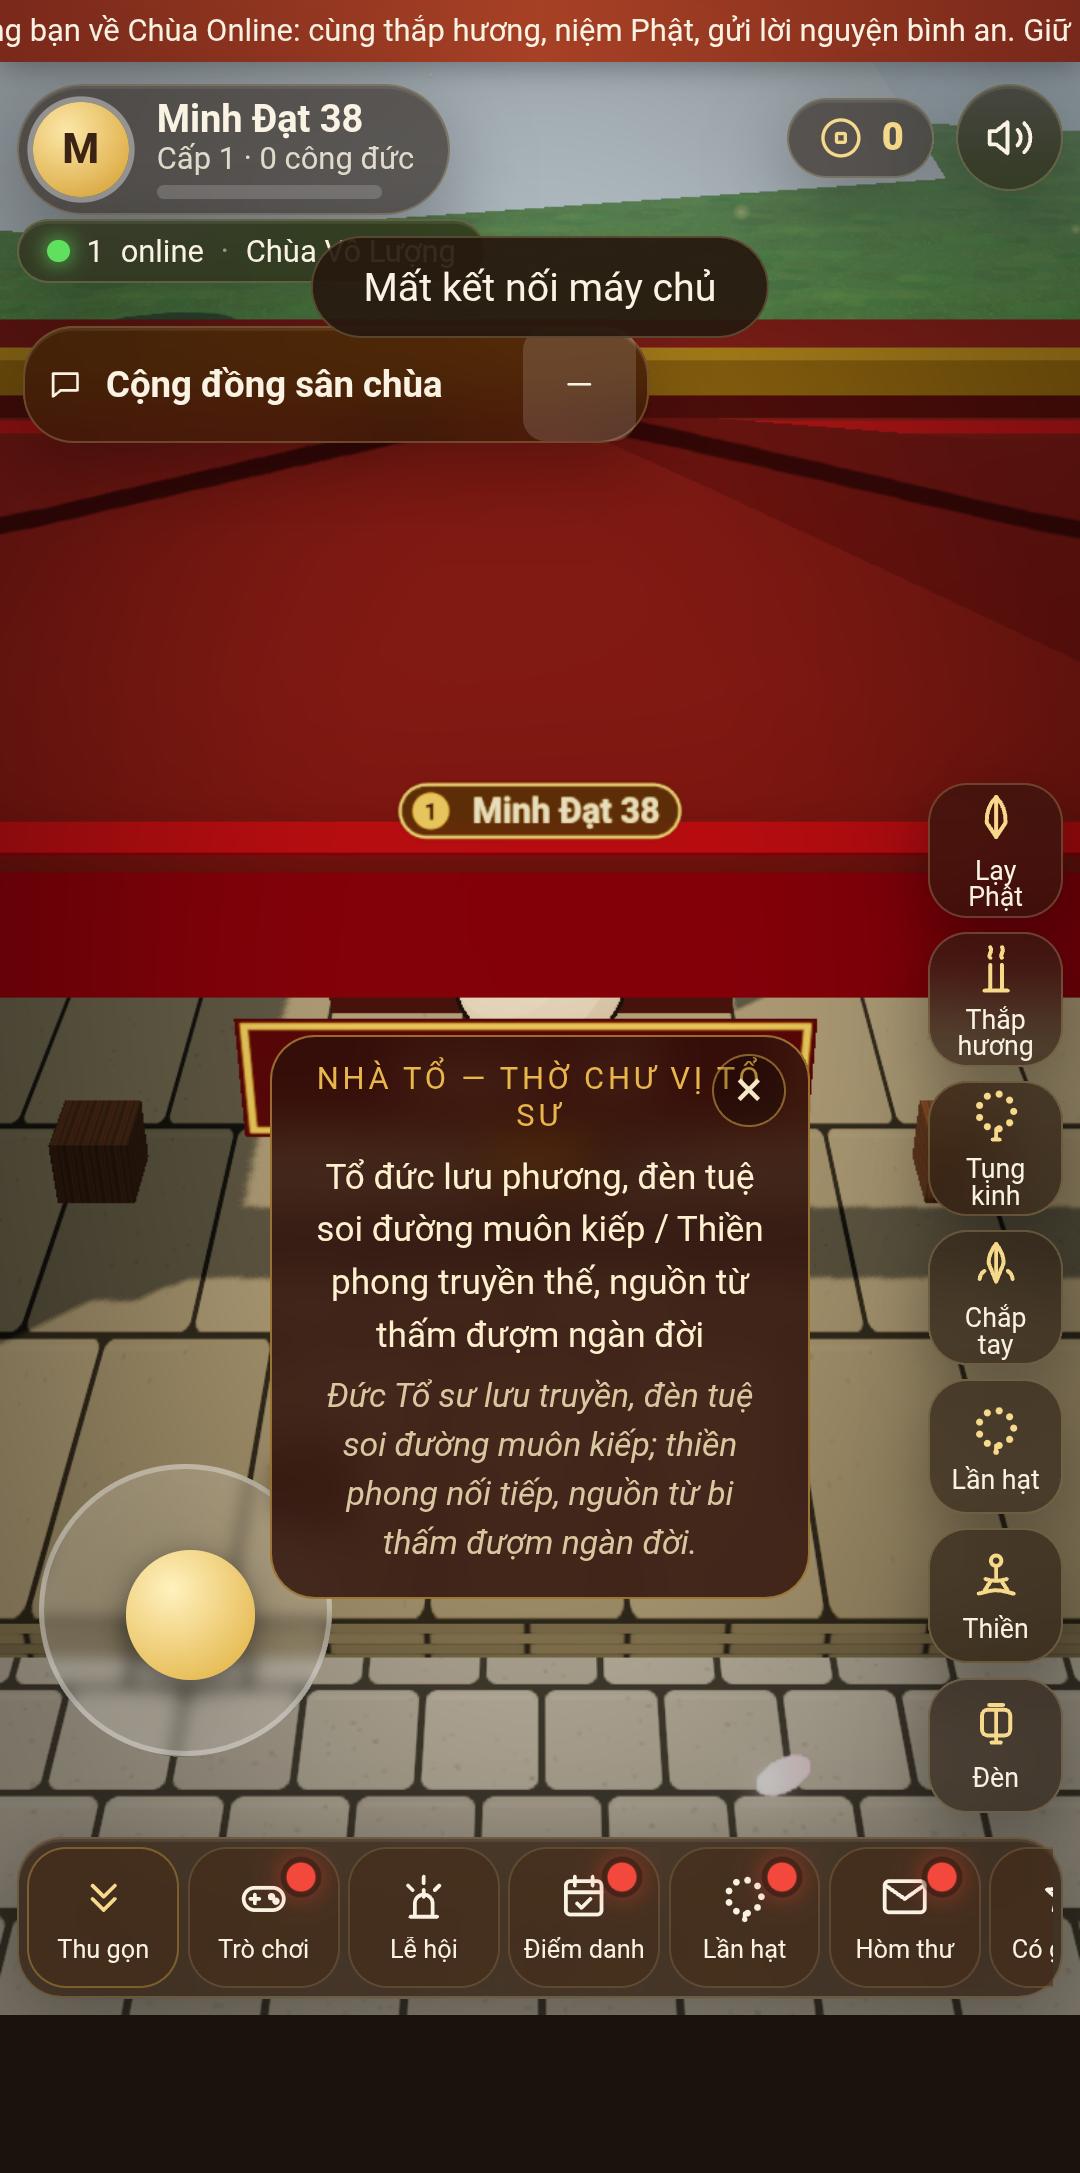 ng bạn về Chùa Online: cùng thắp hương, niệm Phật, gửi lời nguyện bình an. Giữ
M
Minh Đạt 38
Cấp 1 · 0 công đức
0
1 online · Chùa Vô Lượng
Mất kết nối máy chủ
Cộng đồng sân chùa
1 Minh Đạt 38
Lạy
Phật
Thắp
hương
Tụng
kinh
Chắp
tay
Lần hạt
Thiền
Đèn
NHÀ TỔ — THỜ CHƯ VỊ TỔ
SƯ
Tổ đức lưu phương, đèn tuệ
soi đường muôn kiếp / Thiền
phong truyền thế, nguồn từ
thấm đượm ngàn đời
Đức Tổ sư lưu truyền, đèn tuệ
soi đường muôn kiếp; thiền
phong nối tiếp, nguồn từ bi
thấm đượm ngàn đời.
Thu gọn
Trò chơi
Lễ hội
Điểm danh
Lần hạt
Hòm thư
Có